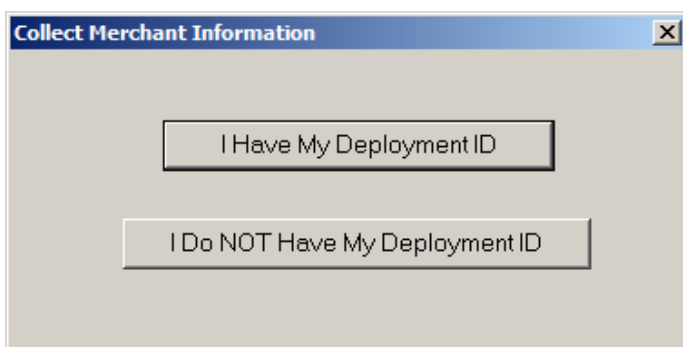 Collect Merchant Information
I Have My Deployment ID
I Do NOT Have My Deployment ID